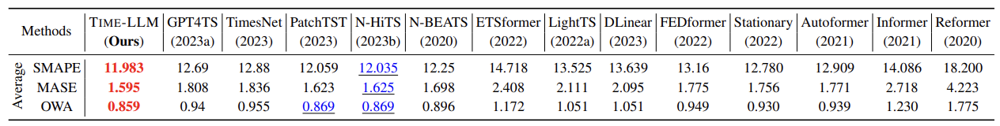 Methods TIME-LLM GPT4TS TimesNet PatchTST N-HiTS N-BEATS ETSformer LightTS DLinear FEDformer Stationary Autoformer Informer Reformer
(Ours) (2023a) (2023) (2023) (2023b) (2020) (2022) (2022a) (2023) (2022) (2022) (2021) (2021) (2020)
Average
SMAPE 11.983 12.69 12.88 12.059 12.035 12.25 14.718 13.525 13.639 13.16 12.780 12.909 14.086 18.200
MASE 1.595 1.808 1.836 1.623 1.625 1.698 2.408 2.111 2.095 1.775 1.756 1.771 2.718 4.223
OWA 0.859 0.94 0.955 0.869 0.869 0.896 1.172 1.051 1.051 0.949 0.930 0.939 1.230 1.775